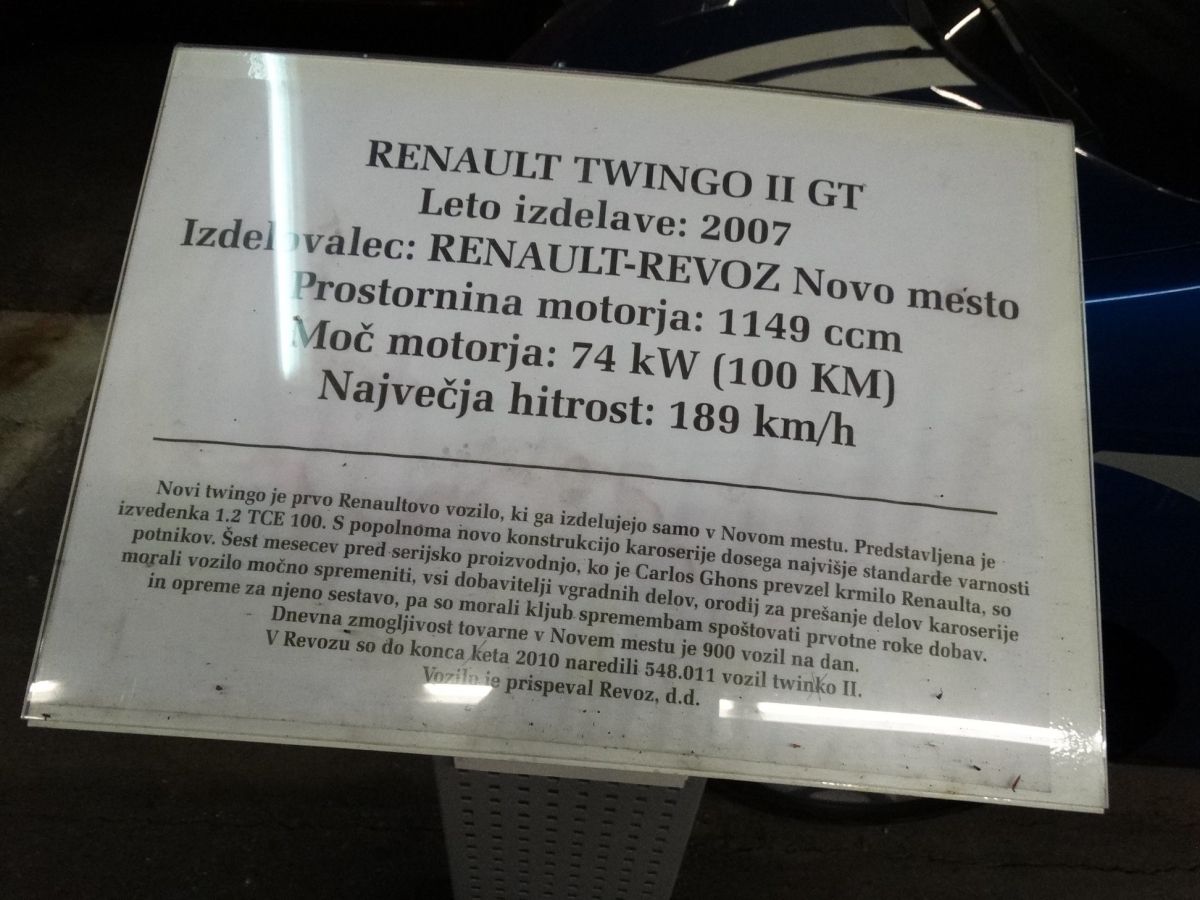 RENAULT TWINGO II GT
Leto izdelave: 2007
Izdelovalec: RENAULT-REVOZ Novo mesto
Prostornina motorja: 1149 ccm
Moč motorja: 74 kW (100 KM)
Največja hitrost: 189 km/h
Novi twingo je prvo Renaultovo vozilo, ki ga izdelujejo samo v Novom mestu. Predstavljena je
izvedenka 1.2 TCE 100. S popolnoma novo konstrukcijo karoserije dosega najvišje standarde varnosti
potnikov. Šest mesecev pred serijsko proizvodnjo, ko je Carlos Ghons prevzel krmilo Renaulta, so
morali vozilo močno spremeniti, vsi dobavitelji vgradnih delov, orodij za prešanje delov karoserije
in opreme za njeno sestavo, pa so morali kljub spremembam spoštovati prvotne roke dobav.
Dnevna zmogljivost tovarne v Novem mestu je 900 vozil na dan.
V Revozu so do konca keta 2010 naredili 548.011 vozil twinko II.
Vozilo je prispeval Revoz, d.d.